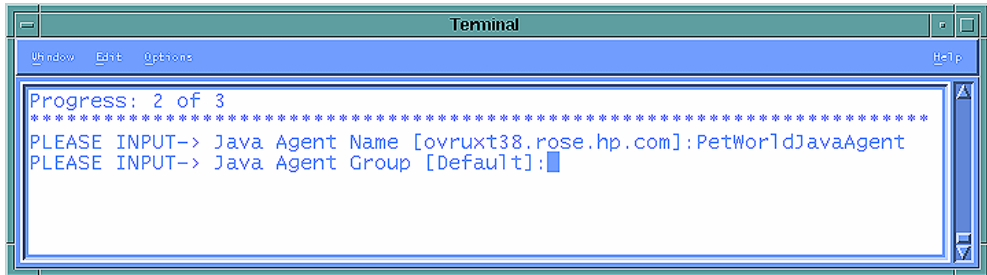 Terminal
Window Edit Options Help
Progress: 2 of 3
*************************************************************************
PLEASE INPUT-> Java Agent Name [ovruxt38.rose.hp.com]:PetWorldJavaAgent
PLEASE INPUT-> Java Agent Group [Default]: